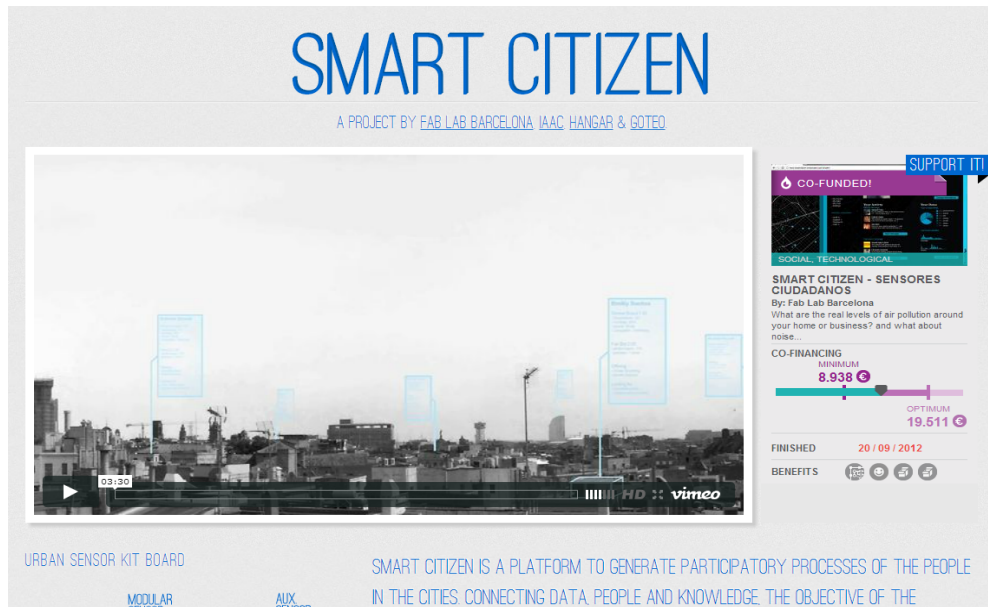 SMART CITIZEN
A PROJECT BY FAB LAB BARCELONA, IAAC, HANGAR & GOTEO.
SUPPORT IT!
CO-FUNDED!
SOCIAL, TECHNOLOGICAL
SMART CITIZEN - SENSORES
CIUDADANOS
By: Fab Lab Barcelona
What are the real levels of air pollution around
your home or business? and what about
noise...
CO-FINANCING
MINIMUM
8.938 €
OPTIMUM
19.511 €
FINISHED 20 / 09 / 2012
BENEFITS
03:30
HD vimeo
URBAN SENSOR KIT BOARD
MODULAR
SENSOR
AUX.
SENSOR
SMART CITIZEN IS A PLATFORM TO GENERATE PARTICIPATORY PROCESSES OF THE PEOPLE
IN THE CITIES. CONNECTING DATA, PEOPLE AND KNOWLEDGE, THE OBJECTIVE OF THE